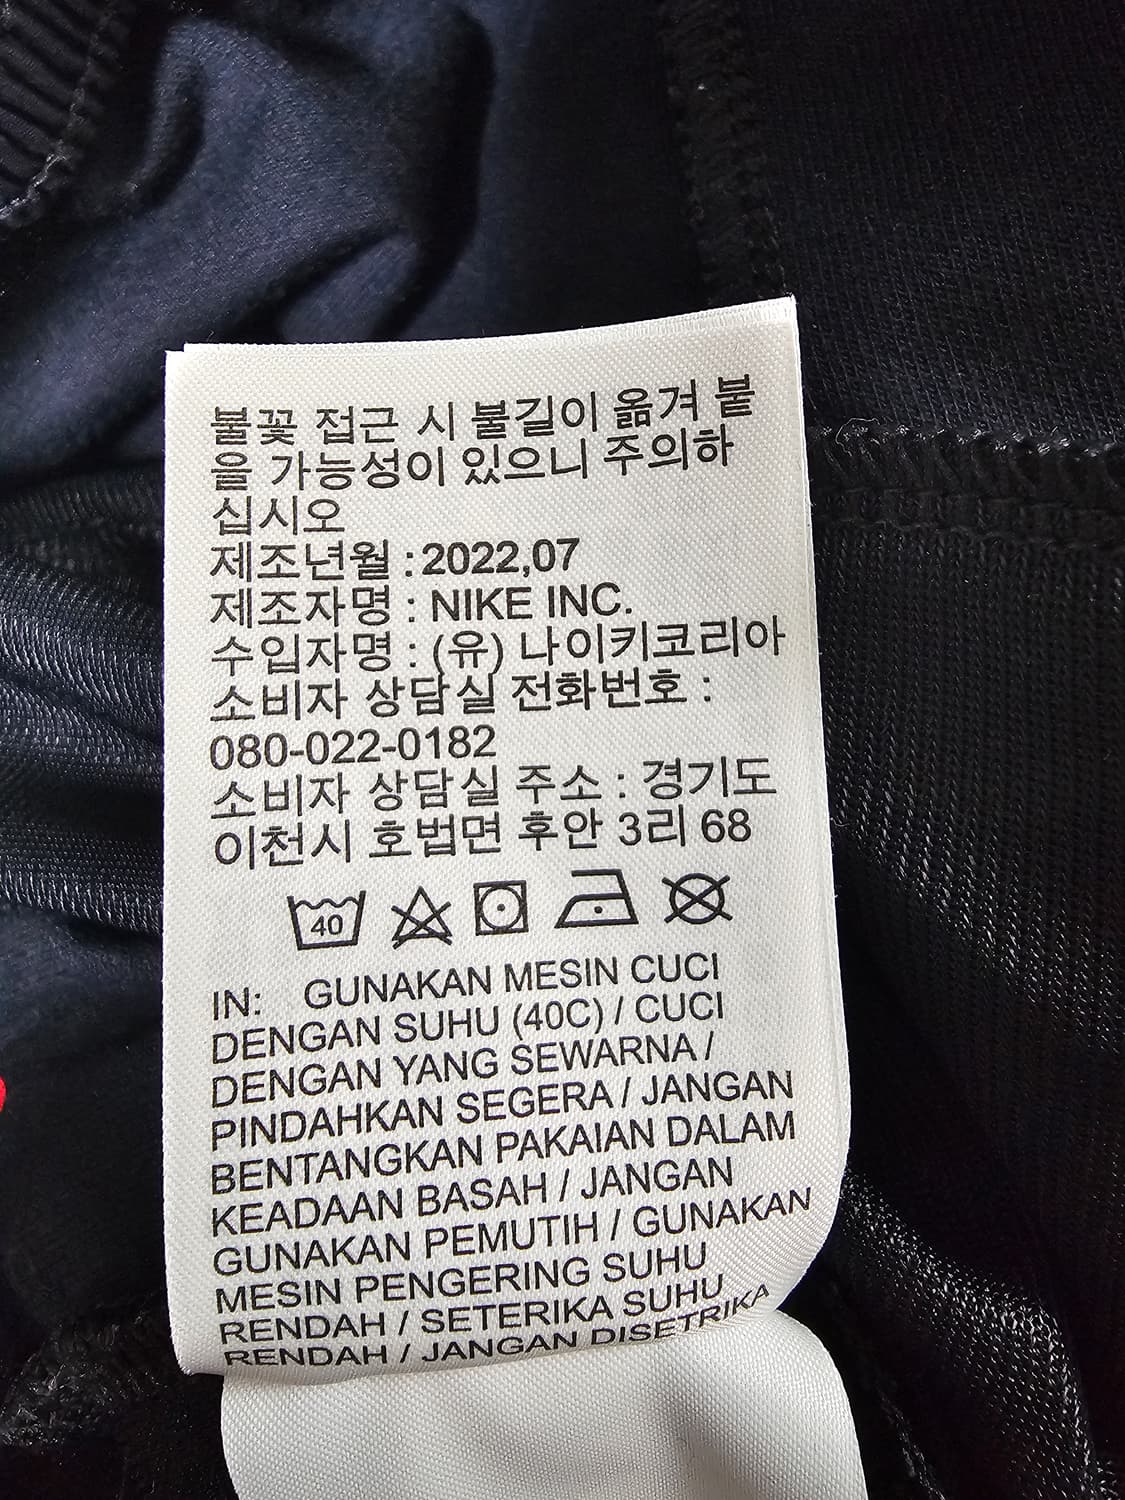 불꽃 접근 시 불길이 옮겨 붙
을 가능성이 있으니 주의하
십시오
제조년월 : 2022,07
제조자명 : NIKE INC.
수입자명 : (유) 나이키코리아
소비자 상담실 전화번호 :
080-022-0182
소비자 상담실 주소 : 경기도
이천시 호법면 후안 3리 68
40
IN: GUNAKAN MESIN CUCI
DENGAN SUHU (40C) / CUCI
DENGAN YANG SEWARNA /
PINDAHKAN SEGERA / JANGAN
BENTANGKAN PAKAIAN DALAM
KEADAAN BASAH / JANGAN
GUNAKAN PEMUTIH / GUNAKAN
MESIN PENGERING SUHU
RENDAH / SETERIKA SUHU
RENDAH / JANGAN DISETRIKA